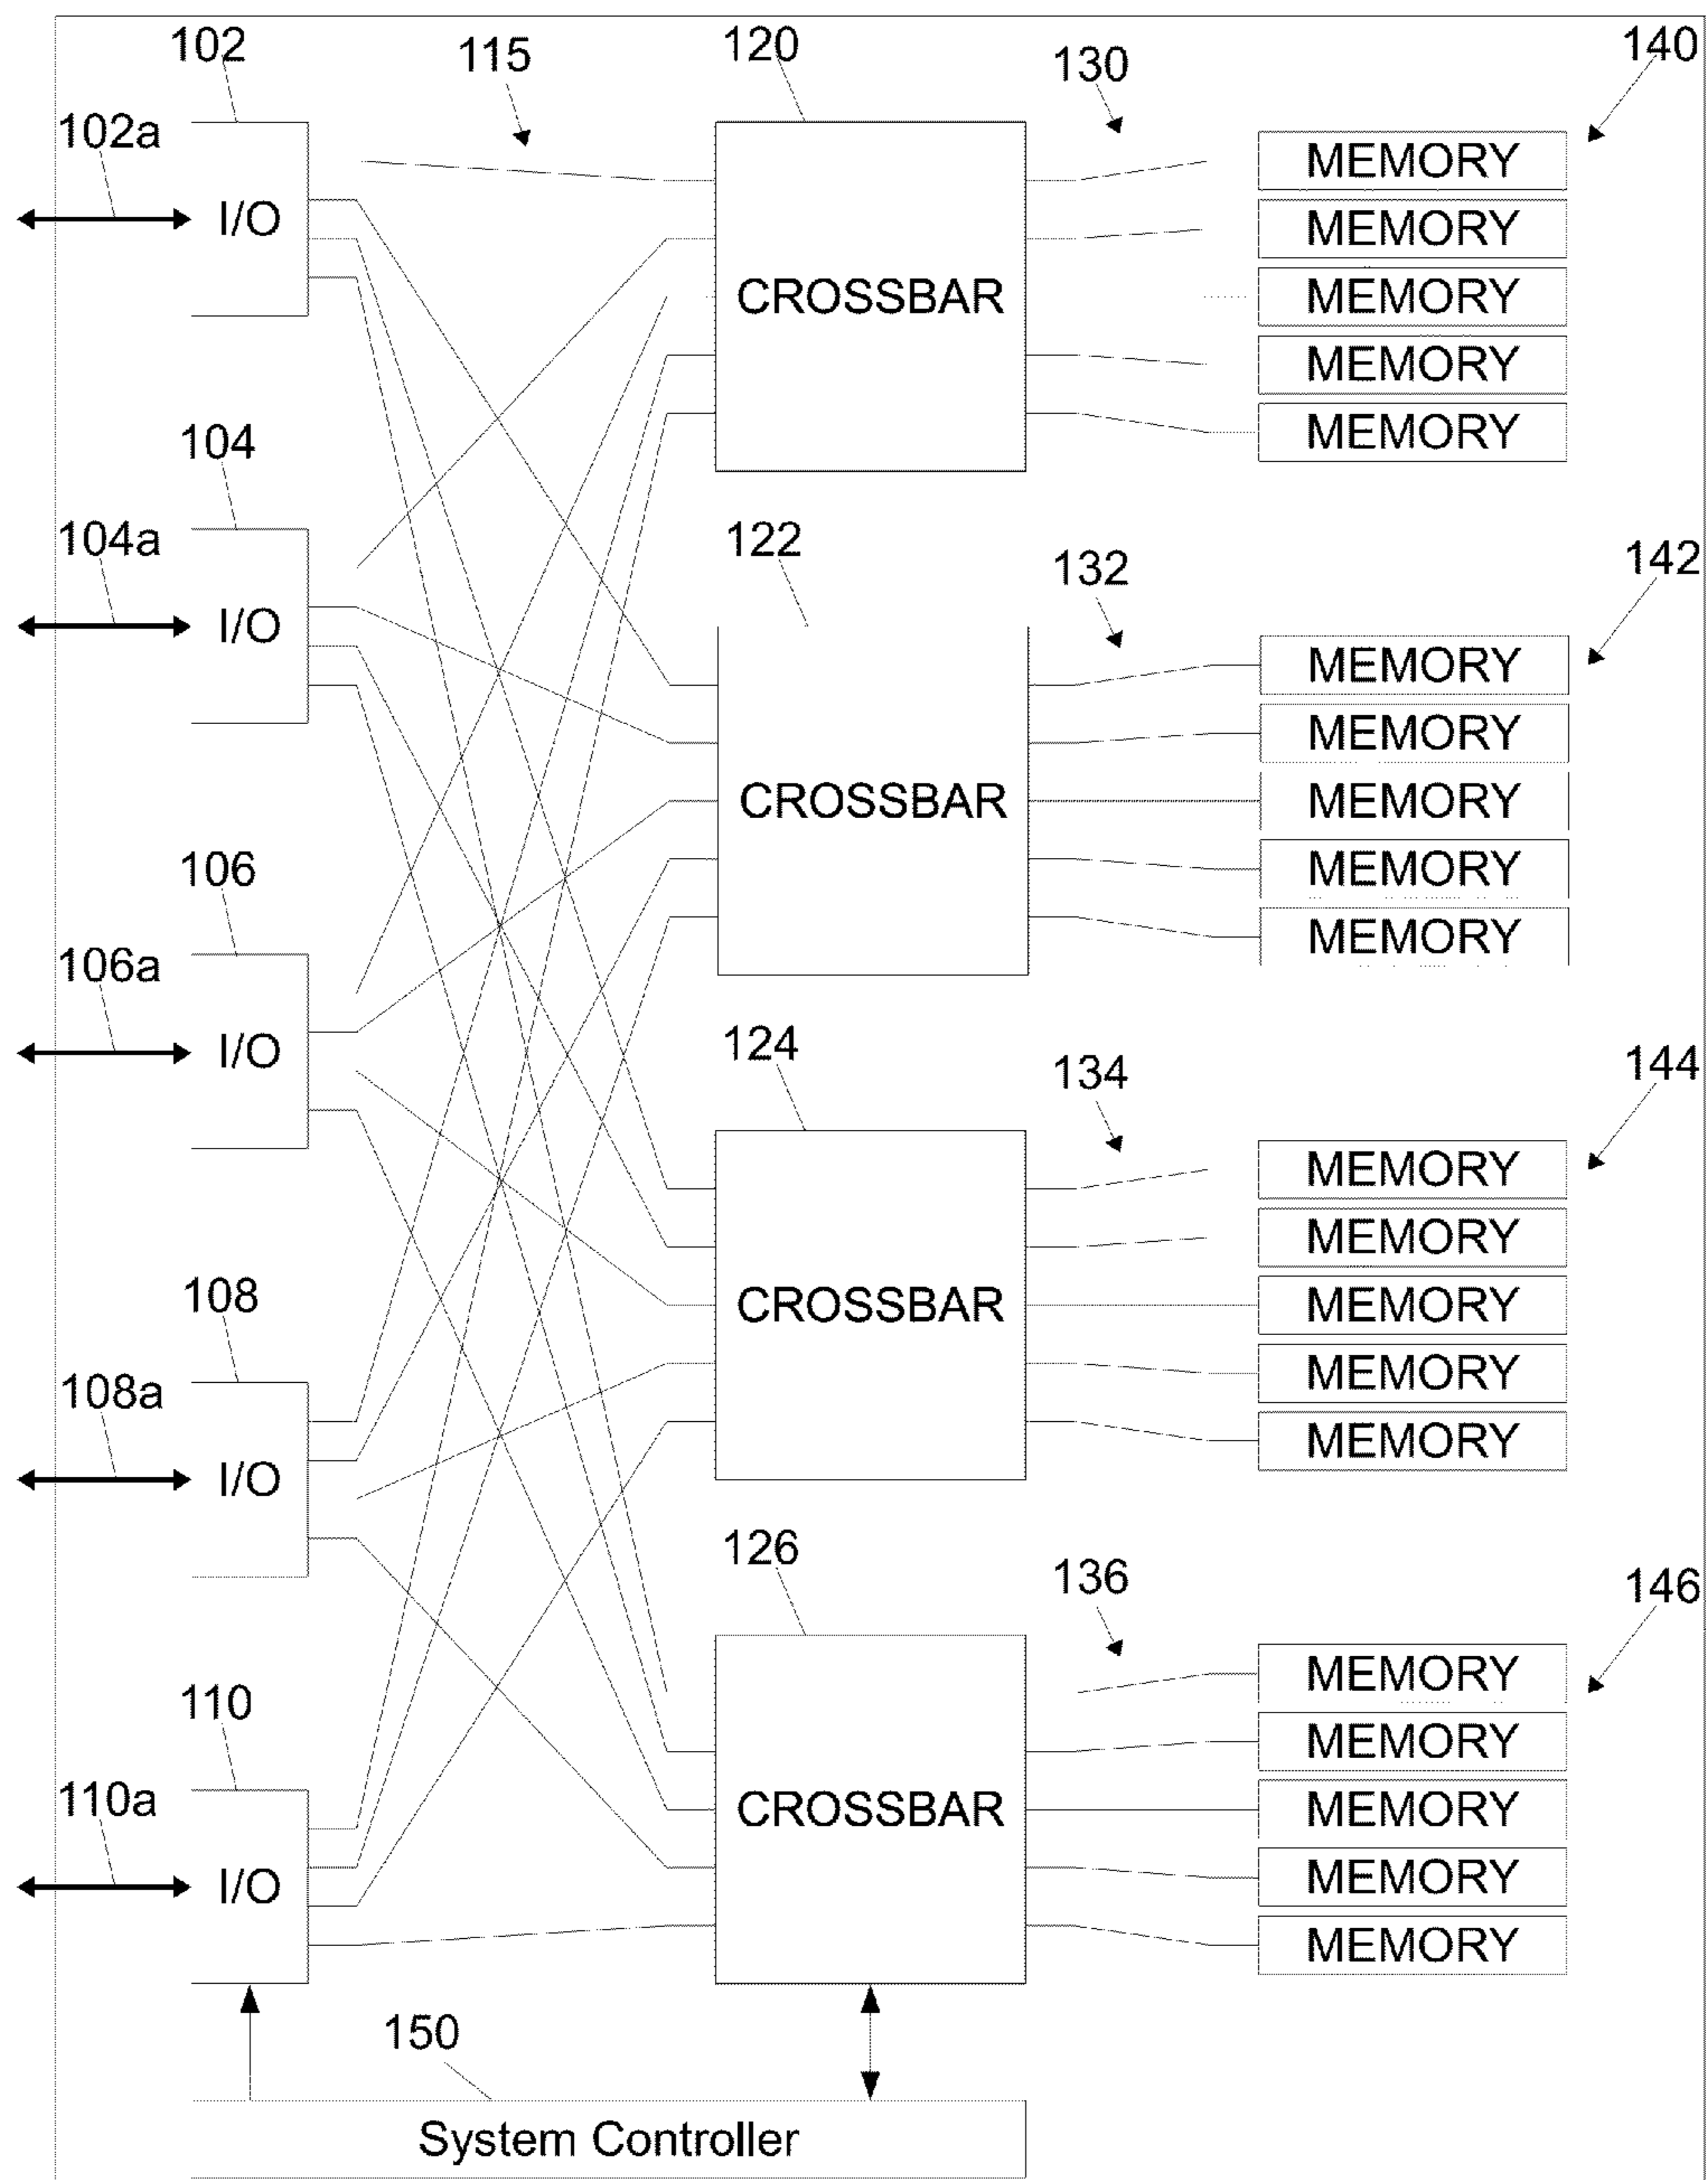 102 115 120 130 140
102a
I/O
CROSSBAR
MEMORY
MEMORY
MEMORY
MEMORY
MEMORY
104 122 132 142
104a
I/O
CROSSBAR
MEMORY
MEMORY
MEMORY
MEMORY
MEMORY
106 124 134 144
106a
I/O
CROSSBAR
MEMORY
MEMORY
MEMORY
MEMORY
MEMORY
108 126 136 146
108a
I/O
CROSSBAR
MEMORY
MEMORY
MEMORY
MEMORY
MEMORY
110
110a
I/O
150
System Controller